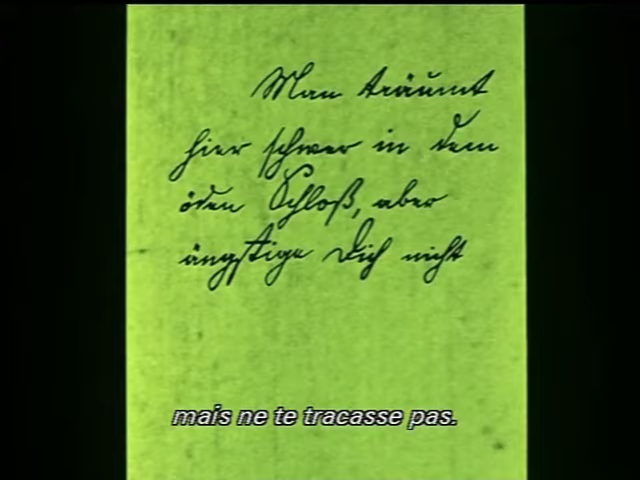 Man träumt
hier schwer in dem
öden Schloß, aber
ängstige Dich nicht
mais ne te tracasse pas.